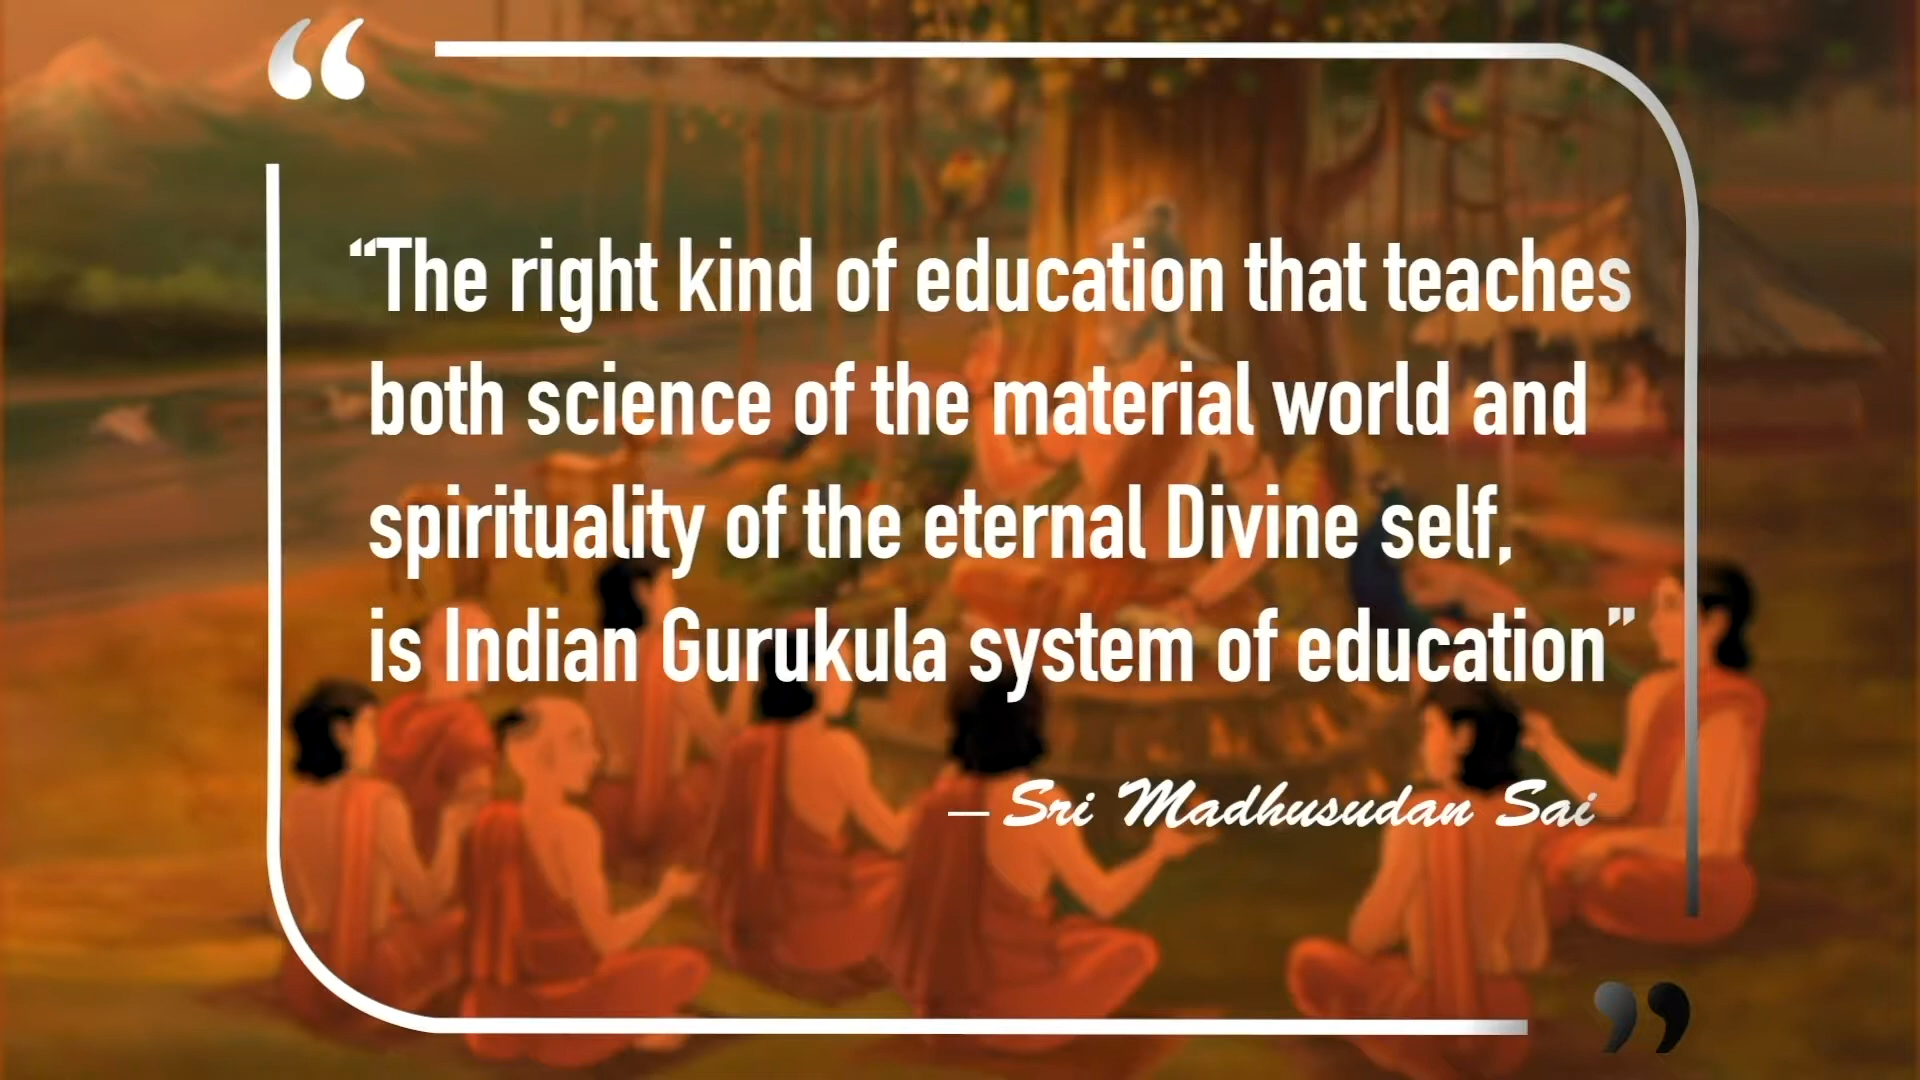 “The right kind of education that teaches
both science of the material world and
spirituality of the eternal Divine self,
is Indian Gurukula system of education”
— Sri Madhusudan Sai